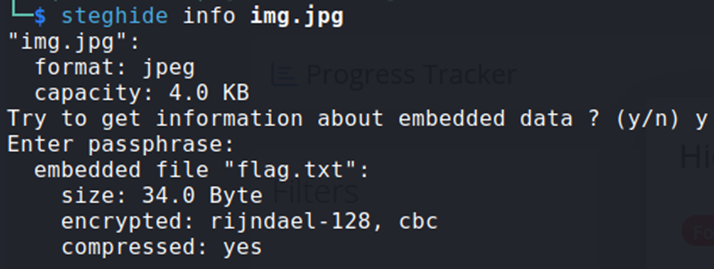 └─$ steghide info img.jpg
"img.jpg":
  format: jpeg
  capacity: 4.0 KB
Progress Tracker
Try to get information about embedded data ? (y/n) y
Enter passphrase:
Hi
  embedded file "flag.txt":
    size: 34.0 Byte
Filters
    encrypted: rijndael-128, cbc
Fo
    compressed: yes